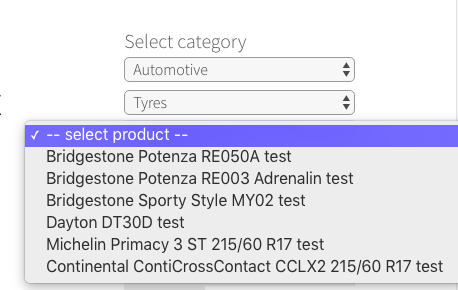 Select category
Automotive
Tyres
✓ -- select product --
Bridgestone Potenza RE050A test
Bridgestone Potenza RE003 Adrenalin test
Bridgestone Sporty Style MY02 test
Dayton DT30D test
Michelin Primacy 3 ST 215/60 R17 test
Continental ContiCrossContact CCLX2 215/60 R17 test